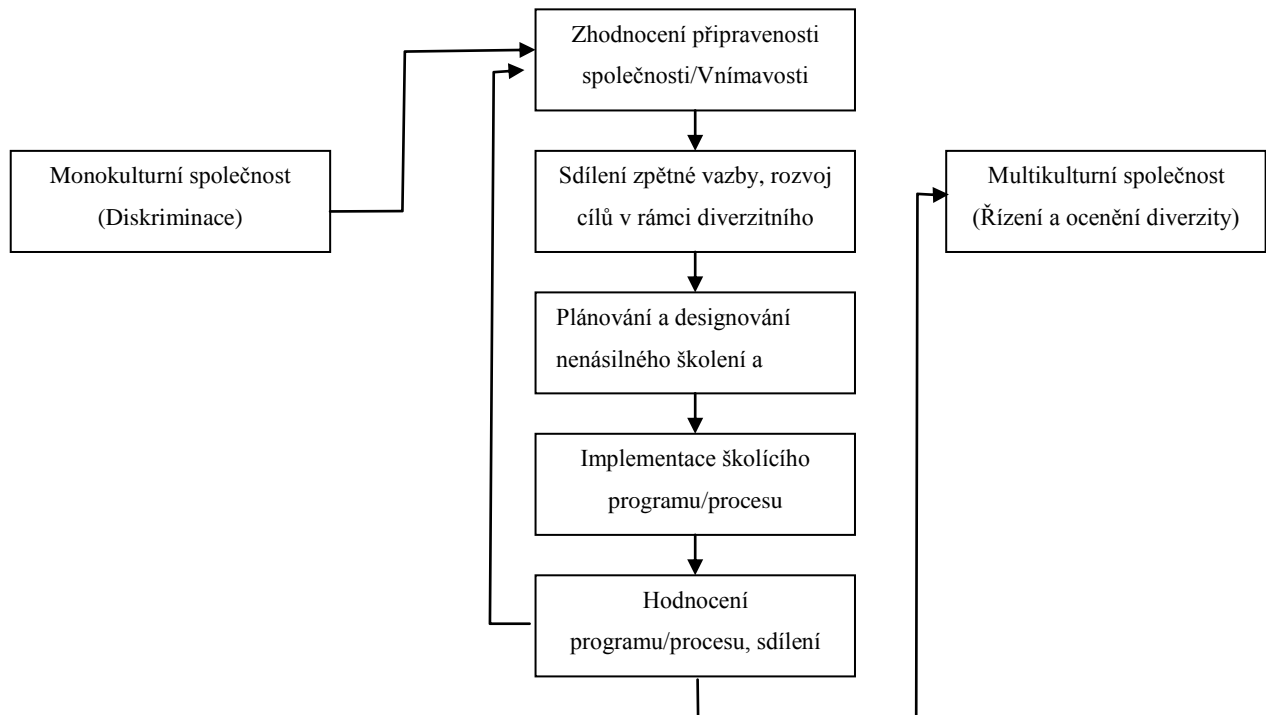 Zhodnocení připravenosti
společnosti/Vnímavosti
Monokulturní společnost
(Diskriminace)
Sdílení zpětné vazby, rozvoj
cílů v rámci diverzitního
Multikulturní společnost
(Řízení a ocenění diverzity)
Plánování a designování
nenásilného školení a
Implementace školícího
programu/procesu
Hodnocení
programu/procesu, sdílení